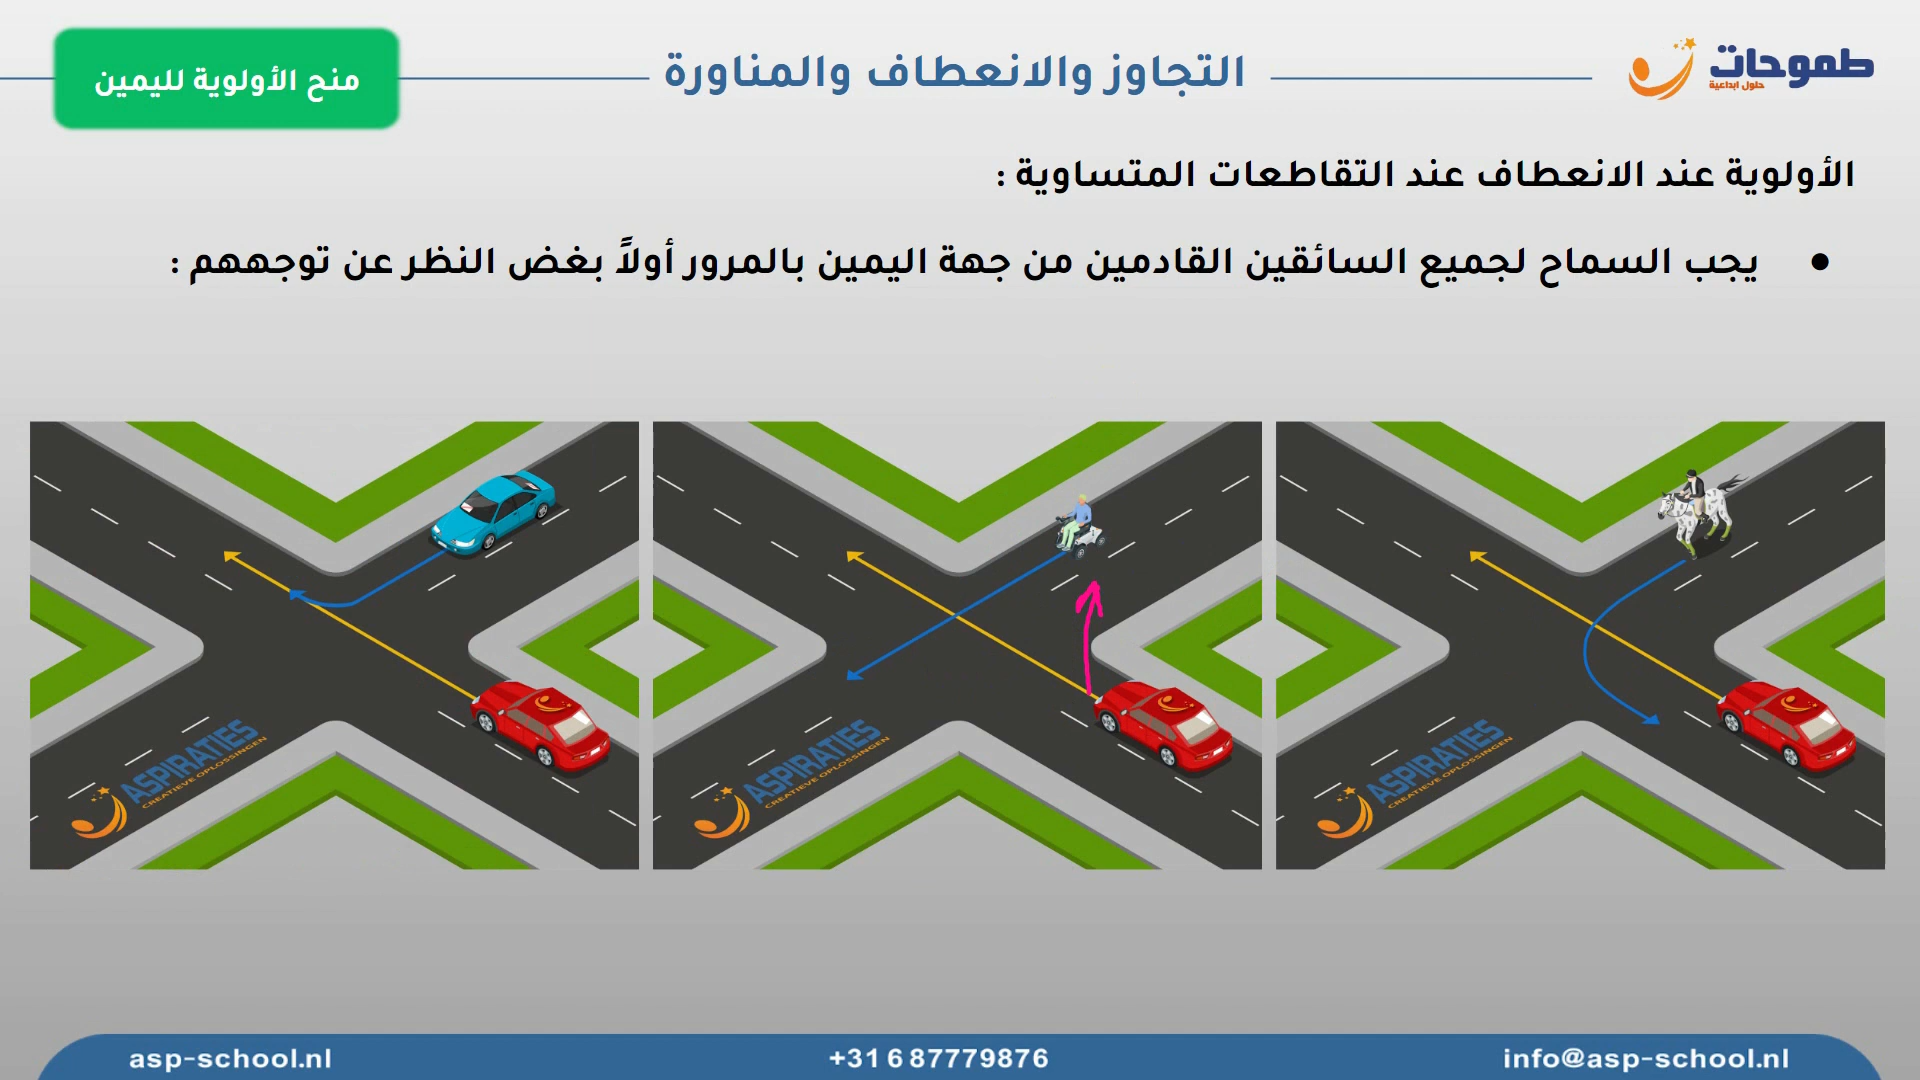 طموحات
حلول ابداعية
التجاوز والانعطاف والمناورة
منح الأولوية لليمين
الأولوية عند الانعطاف عند التقاطعات المتساوية :
● يجب السماح لجميع السائقين القادمين من جهة اليمين بالمرور أولاً بغض النظر عن توجههم :
ASPIRATIES
CREATIEVE OPLOSSINGEN
ASPIRATIES
CREATIEVE OPLOSSINGEN
ASPIRATIES
CREATIEVE OPLOSSINGEN
asp-school.nl
+31 6 87779876
info@asp-school.nl